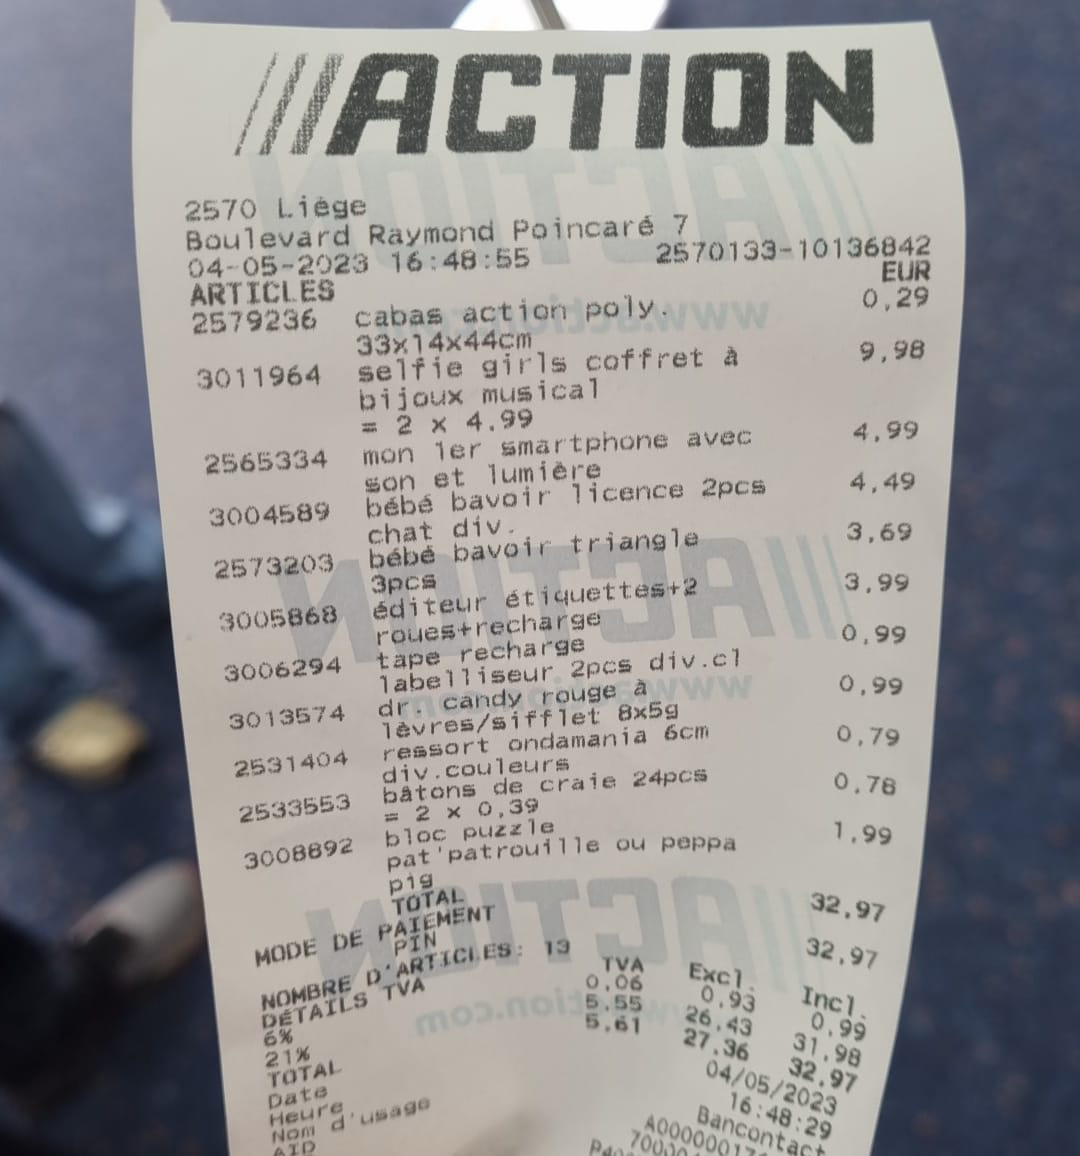 ACTION
2570 Liège
Boulevard Raymond Poincaré 7
04-05-2023 16:48:55 2570133-10136842
ARTICLES EUR
2579236 cabas action poly. 0,29
33x14x44cm
3011964 selfie girls coffret à 9,98
bijoux musical
= 2 x 4,99
2565334 mon 1er smartphone avec 4,99
son et lumière
3004589 bébé bavoir licence 2pcs 4,49
chat div.
2573203 bébé bavoir triangle 3,69
3pcs
3005868 éditeur étiquettes+2 3,99
roues+recharge
3006294 tape recharge 0,99
labelliseur 2pcs div.cl
3013574 dr. candy rouge à 0,99
lèvres/sifflet 8x5g
2531404 ressort ondamania 6cm 0,79
div.couleurs
2533553 bâtons de craie 24pcs 0,78
= 2 x 0,39
3008892 bloc puzzle 1,99
pat'patrouille ou peppa
pig
TOTAL 32,97
MODE DE PAIEMENT
PIN 32,97
NOMBRE D'ARTICLES: 13
DÉTAILS TVA TVA Excl. Incl.
6% 0.06 0.93 0.99
21% 5.55 26.43 31.98
TOTAL 5.61 27.36 32.97
Date 04/05/2023
Heure 16:48:29
Nom d'usage Bancontact
AID